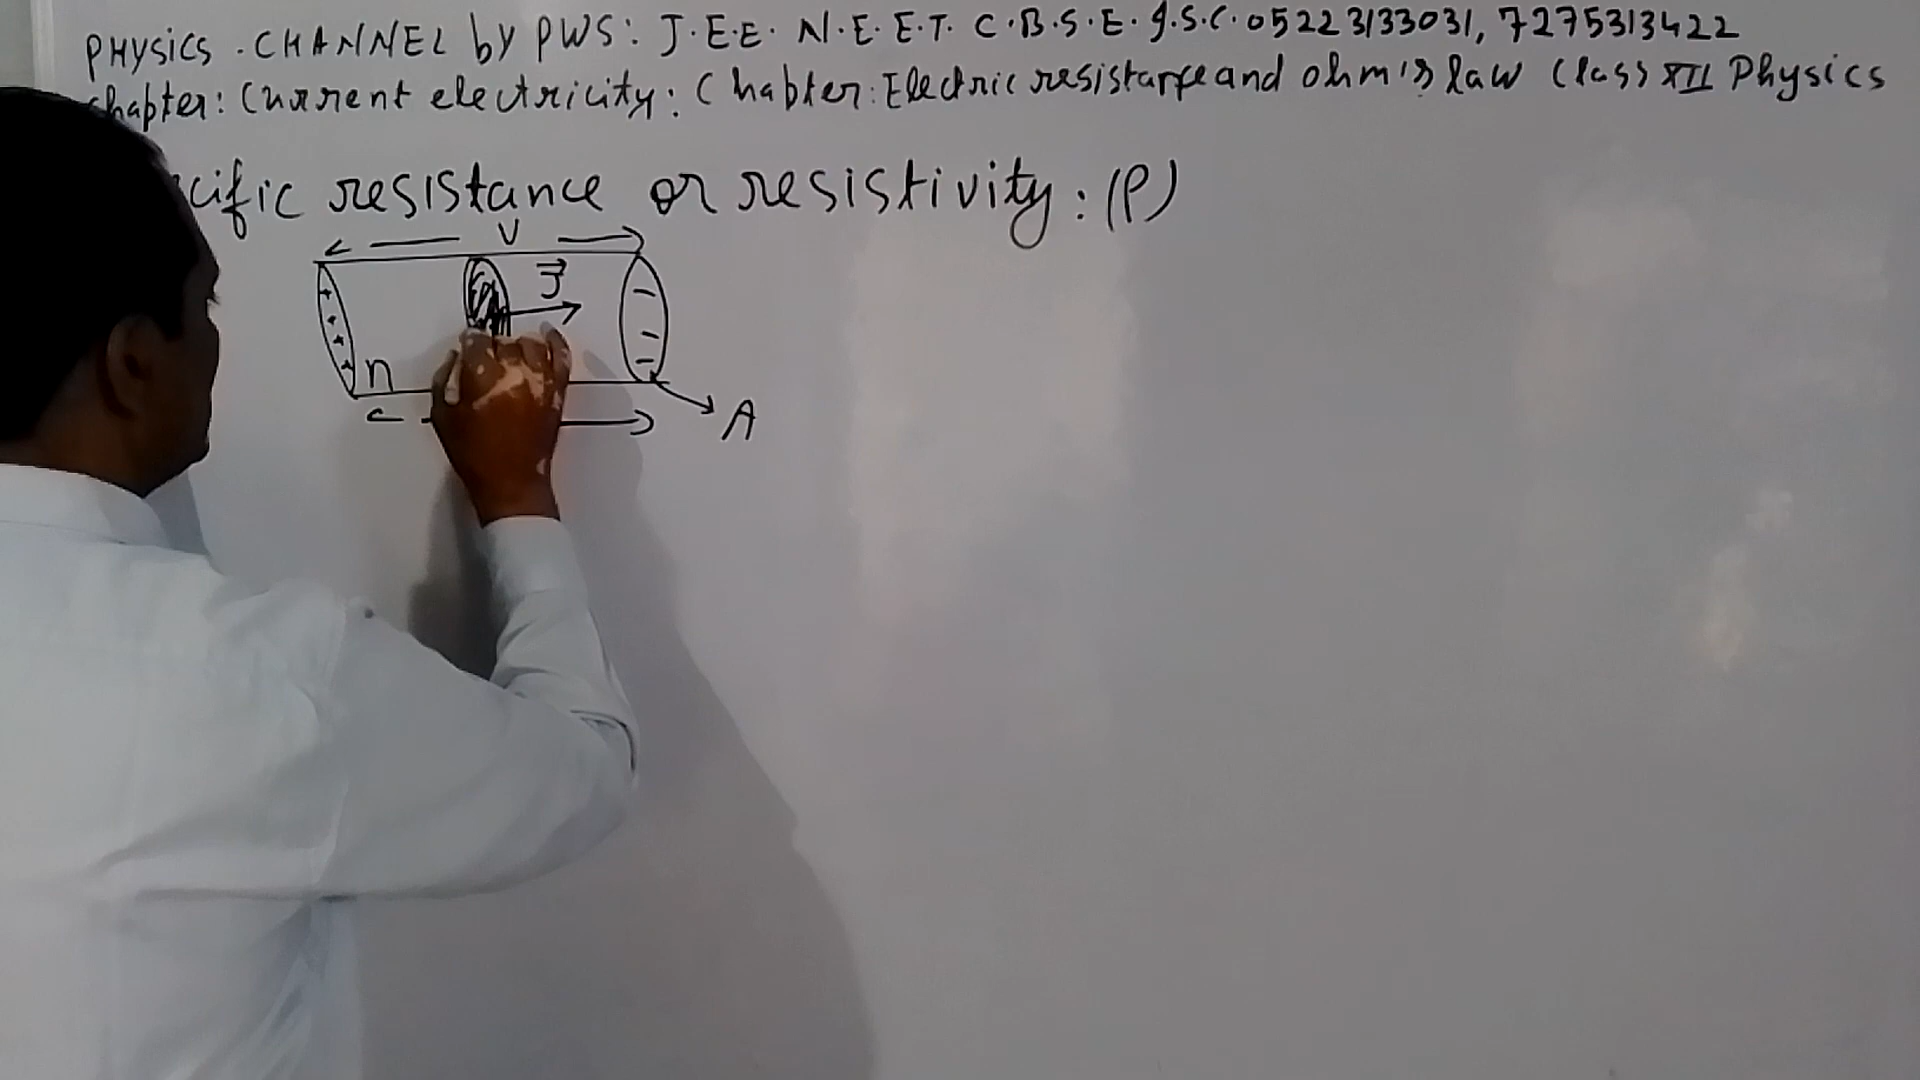 PHYSICS . CHANNEL by PWS: J.E.E. N.E.E.T. C.B.S.E. I.S.C. 05223133031, 7275313422
Chapter: Current electricity: Chapter: Electric resistance and ohm's law Class XII Physics
cific resistance or resistivity: (ρ)
V
J
n
A